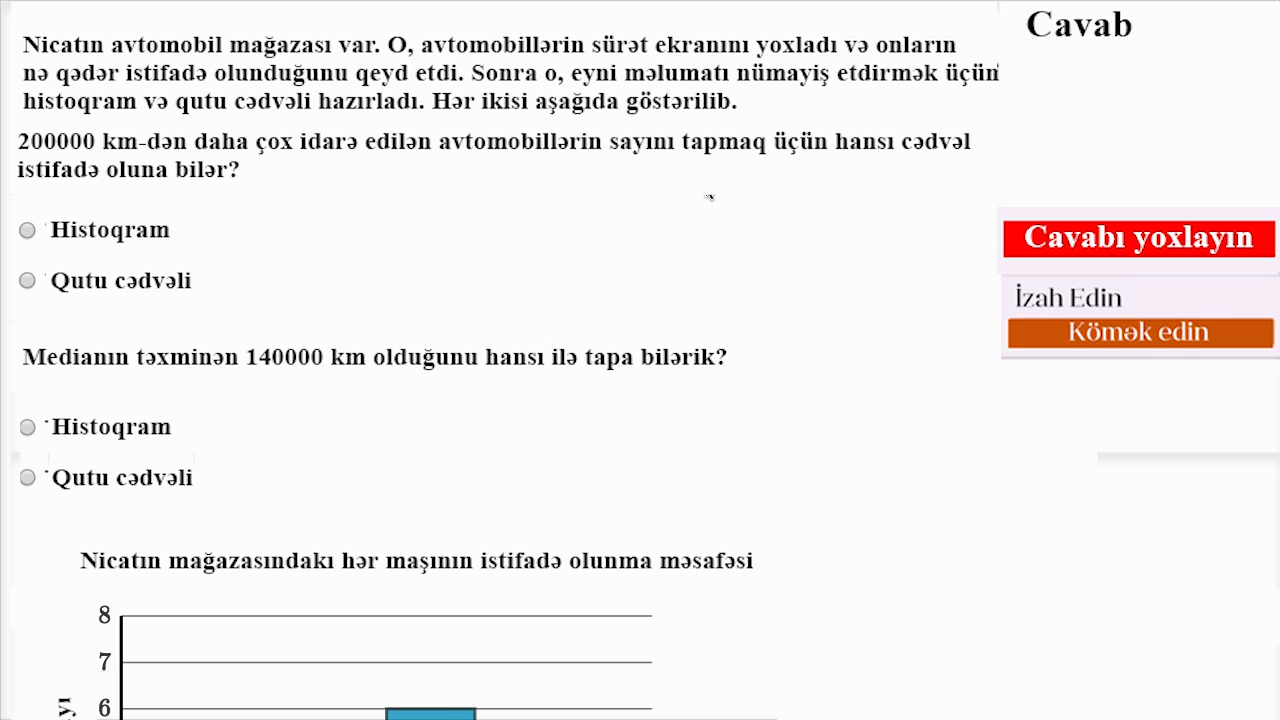 Nicatın avtomobil mağazası var. O, avtomobillərin sürət ekranını yoxladı və onların
nə qədər istifadə olunduğunu qeyd etdi. Sonra o, eyni məlumatı nümayiş etdirmək üçün
histoqram və qutu cədvəli hazırladı. Hər ikisi aşağıda göstərilib.
200000 km-dən daha çox idarə edilən avtomobillərin sayını tapmaq üçün hansı cədvəl
istifadə oluna bilər?
Histoqram
Qutu cədvəli
Medianın təxminən 140000 km olduğunu hansı ilə tapa bilərik?
Histoqram
Qutu cədvəli
Nicatın mağazasındakı hər maşının istifadə olunma məsafəsi
8
7
6
Cavab
Cavabı yoxlayın
İzah Edin
Kömək edin